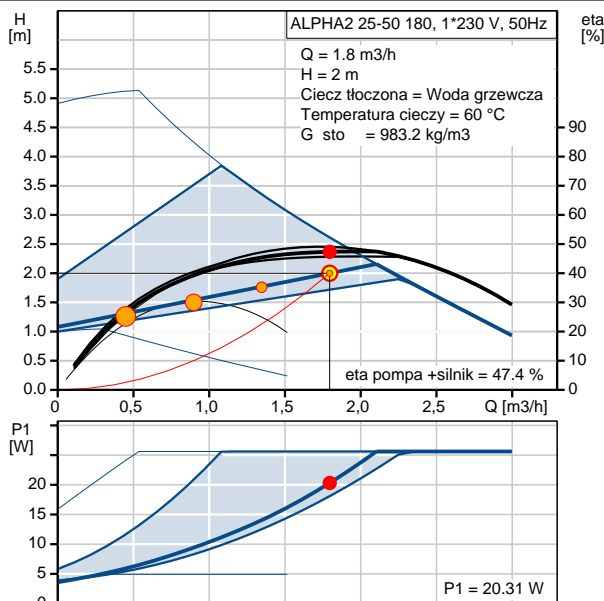 H
[m]
ALPHA2 25-50 180, 1*230 V, 50Hz
eta
[%]
Q = 1.8 m3/h
H = 2 m
Ciecz tłoczona = Woda grzewcza
Temperatura cieczy = 60 °C
G sto = 983.2 kg/m3
5.5
5.0
4.5
4.0
3.5
3.0
2.5
2.0
1.5
1.0
0.5
0.0
90
80
70
60
50
40
30
20
10
0
eta pompa +silnik = 47.4 %
0 0,5 1,0 1,5 2,0 2,5 Q [m3/h]
P1
[W]
20
15
10
5
0
P1 = 20.31 W